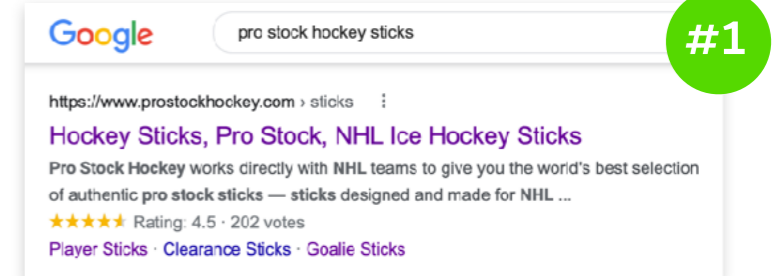 Google
pro stock hockey sticks
#1
https://www.prostockhockey.com › sticks
Hockey Sticks, Pro Stock, NHL Ice Hockey Sticks
Pro Stock Hockey works directly with NHL teams to give you the world's best selection
of authentic pro stock sticks — sticks designed and made for NHL ...
Rating: 4.5 · 202 votes
Player Sticks · Clearance Sticks · Goalie Sticks